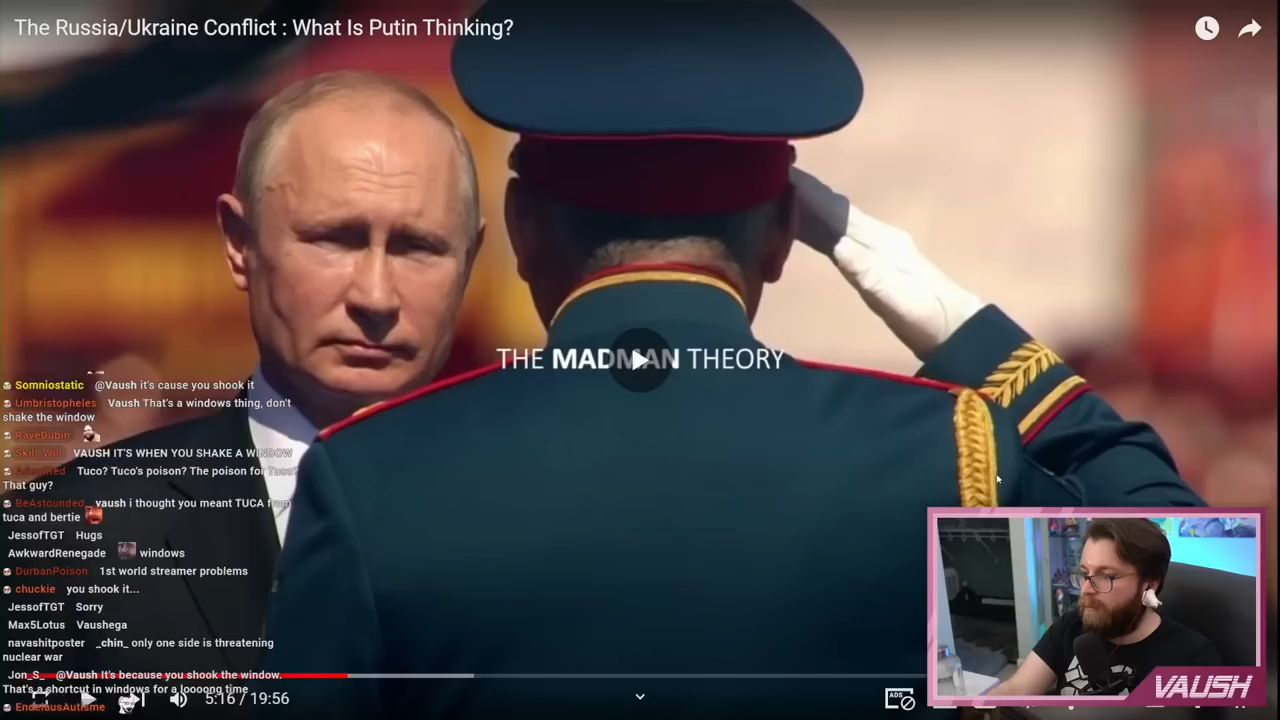 The Russia/Ukraine Conflict : What Is Putin Thinking?
THE MADMAN THEORY
Somniostatic @Vaush it's cause you shook it
Umbristopheles Vaush That's a windows thing, don't
shake the window
RaveDubin
Skill_Will VAUSH IT'S WHEN YOU SHAKE A WINDOW
Tuco? Tuco's poison? The poison for Tuco?
That guy?
BeAstounded vaush i thought you meant TUCA from
tuca and bertie
JessofTGT Hugs
AwkwardRenegade windows
DurbanPoison 1st world streamer problems
chuckie you shook it...
JessofTGT Sorry
Max5Lotus Vaushega
navashitposter _chin_ only one side is threatening
nuclear war
Jon_S_ @Vaush It's because you shook the window.
That's a shortcut in windows for a loooong time
EndelausAutisme
5:16 / 19:56
ADS
VAUSH